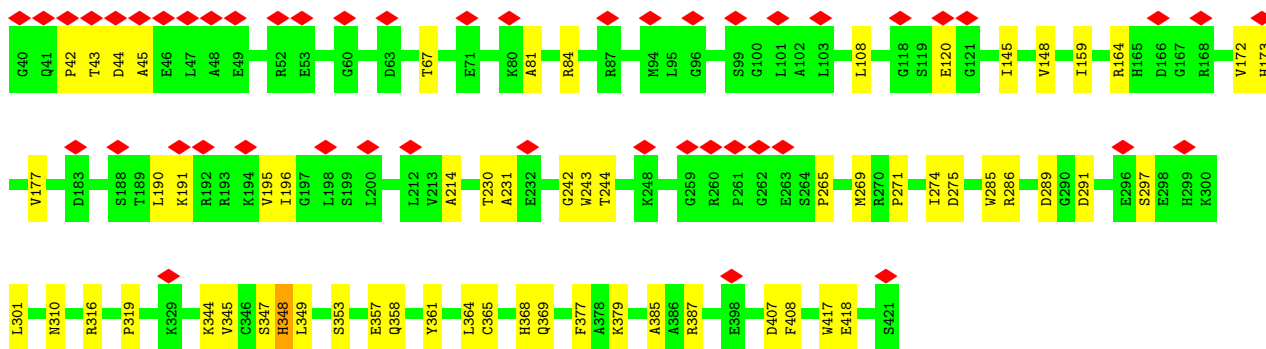 G40 Q41 P42 T43 D44 A45 E46 L47 A48 E49 R52 E53 G60 D63 T67 E71 K80 A81 R84 R87 M94 L95 G96 S99 G100 L101 A102 L103 L108 G118 S119 E120 G121 I145 V148 I159 R164 H165 D166 G167 R168 V172 H173
V177 D183 S188 T189 L190 K191 R192 R193 K194 V195 I196 G197 L198 S199 L200 L212 V213 A214 T230 A231 E232 G242 W243 T244 K248 G259 R260 P261 G262 E263 S264 P265 M269 R270 P271 I274 D275 W285 R286 D289 G290 D291 E296 S297 E298 H299 K300
L301 N310 R316 P319 K329 K344 V345 C346 S347 H348 L349 S353 E357 Q358 Y361 L364 C365 H368 Q369 F377 A378 K379 A385 A386 R387 E398 D407 F408 W417 E418 S421